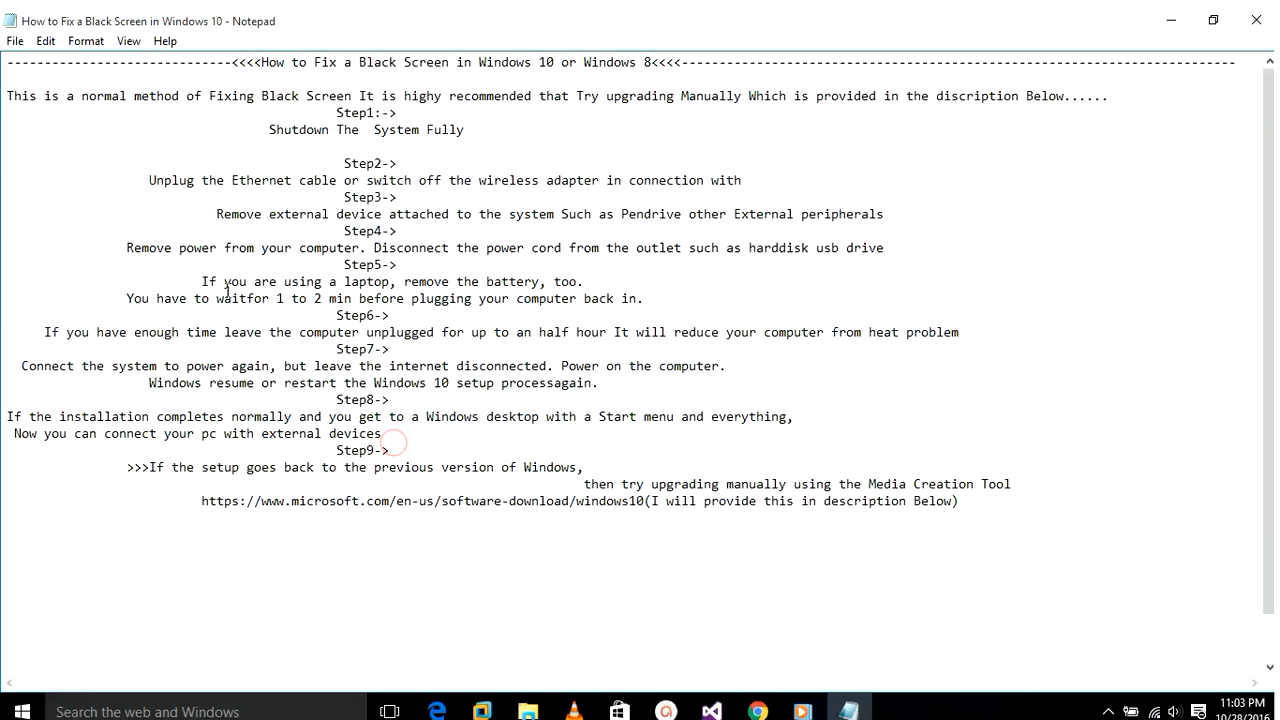 How to Fix a Black Screen in Windows 10 - Notepad
File Edit Format View Help
------------------------------<<<<How to Fix a Black Screen in Windows 10 or Windows 8<<<<--------------------------------------------------------------------------
This is a normal method of Fixing Black Screen It is highy recommended that Try upgrading Manually Which is provided in the discription Below......
Step1:->
Shutdown The  System Fully
Step2->
Unplug the Ethernet cable or switch off the wireless adapter in connection with
Step3->
Remove external device attached to the system Such as Pendrive other External peripherals
Step4->
Remove power from your computer. Disconnect the power cord from the outlet such as harddisk usb drive
Step5->
If you are using a laptop, remove the battery, too.
You have to waitfor 1 to 2 min before plugging your computer back in.
Step6->
If you have enough time leave the computer unplugged for up to an half hour It will reduce your computer from heat problem
Step7->
Connect the system to power again, but leave the internet disconnected. Power on the computer.
Windows resume or restart the Windows 10 setup processagain.
Step8->
If the installation completes normally and you get to a Windows desktop with a Start menu and everything,
Now you can connect your pc with external devices
Step9->
>>>If the setup goes back to the previous version of Windows,
then try upgrading manually using the Media Creation Tool
https://www.microsoft.com/en-us/software-download/windows10(I will provide this in description Below)
Search the web and Windows
11:03 PM
10/28/2016